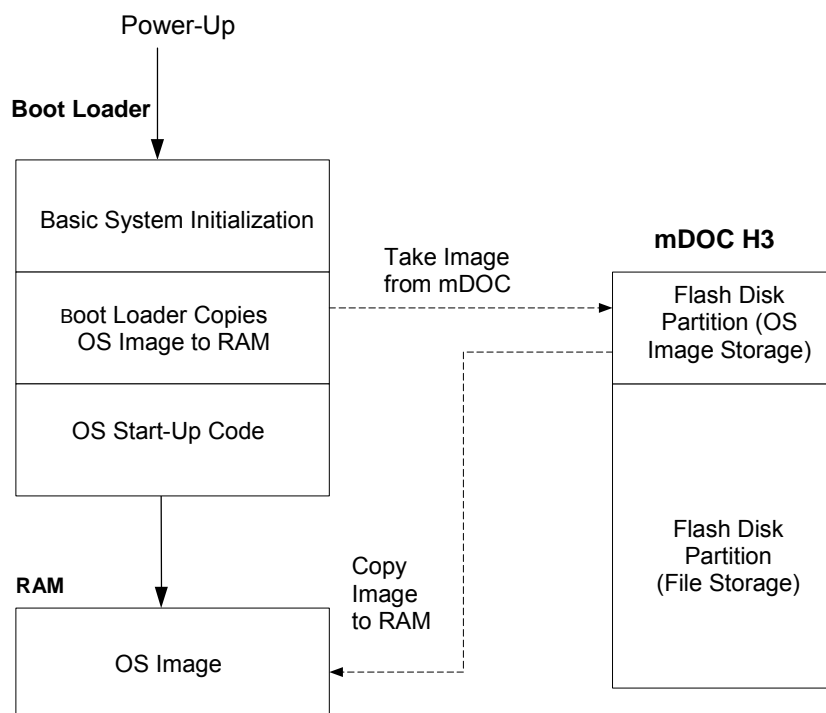 Power-Up
Boot Loader
Basic System Initialization
Boot Loader Copies
OS Image to RAM
OS Start-Up Code
Take Image
from mDOC
mDOC H3
Flash Disk
Partition (OS
Image Storage)
Flash Disk
Partition
(File Storage)
Copy
Image
to RAM
RAM
OS Image